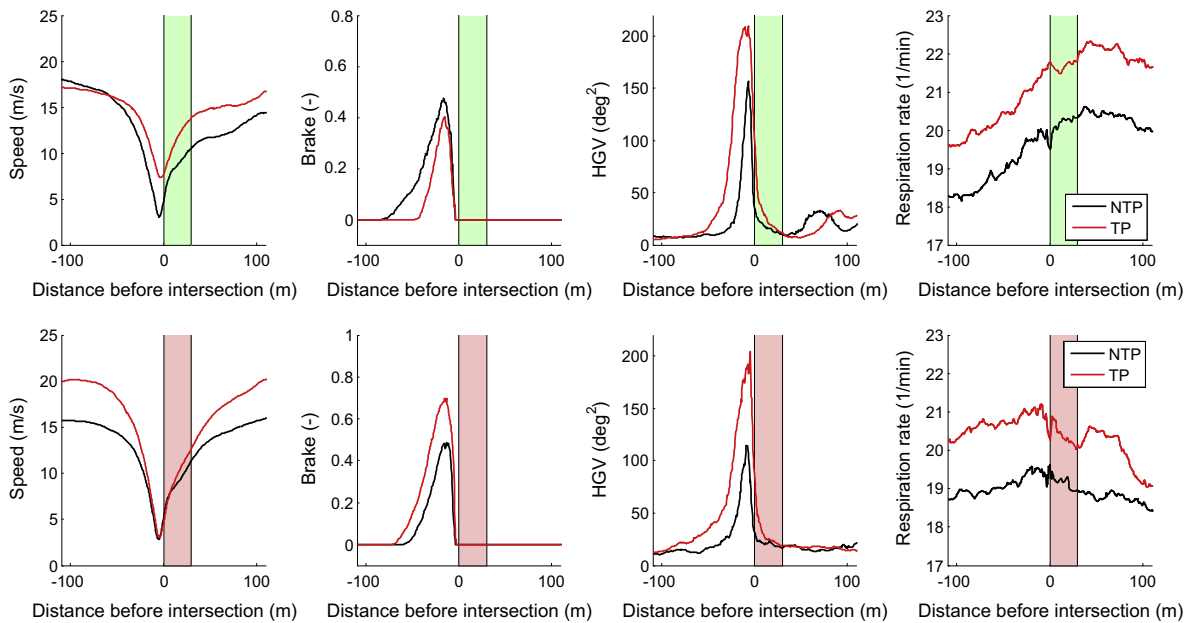 25
20
15
10
5
0
Speed (m/s)
-100 0 100
Distance before intersection (m)
0.8
0.6
0.4
0.2
0
Brake (-)
-100 0 100
Distance before intersection (m)
200
150
100
50
0
HGV (deg²)
-100 0 100
Distance before intersection (m)
23
22
21
20
19
18
17
Respiration rate (1/min)
NTP
TP
-100 0 100
Distance before intersection (m)
25
20
15
10
5
0
Speed (m/s)
-100 0 100
Distance before intersection (m)
1
0.8
0.6
0.4
0.2
0
Brake (-)
-100 0 100
Distance before intersection (m)
200
150
100
50
0
HGV (deg²)
-100 0 100
Distance before intersection (m)
23
22
21
20
19
18
17
Respiration rate (1/min)
NTP
TP
-100 0 100
Distance before intersection (m)